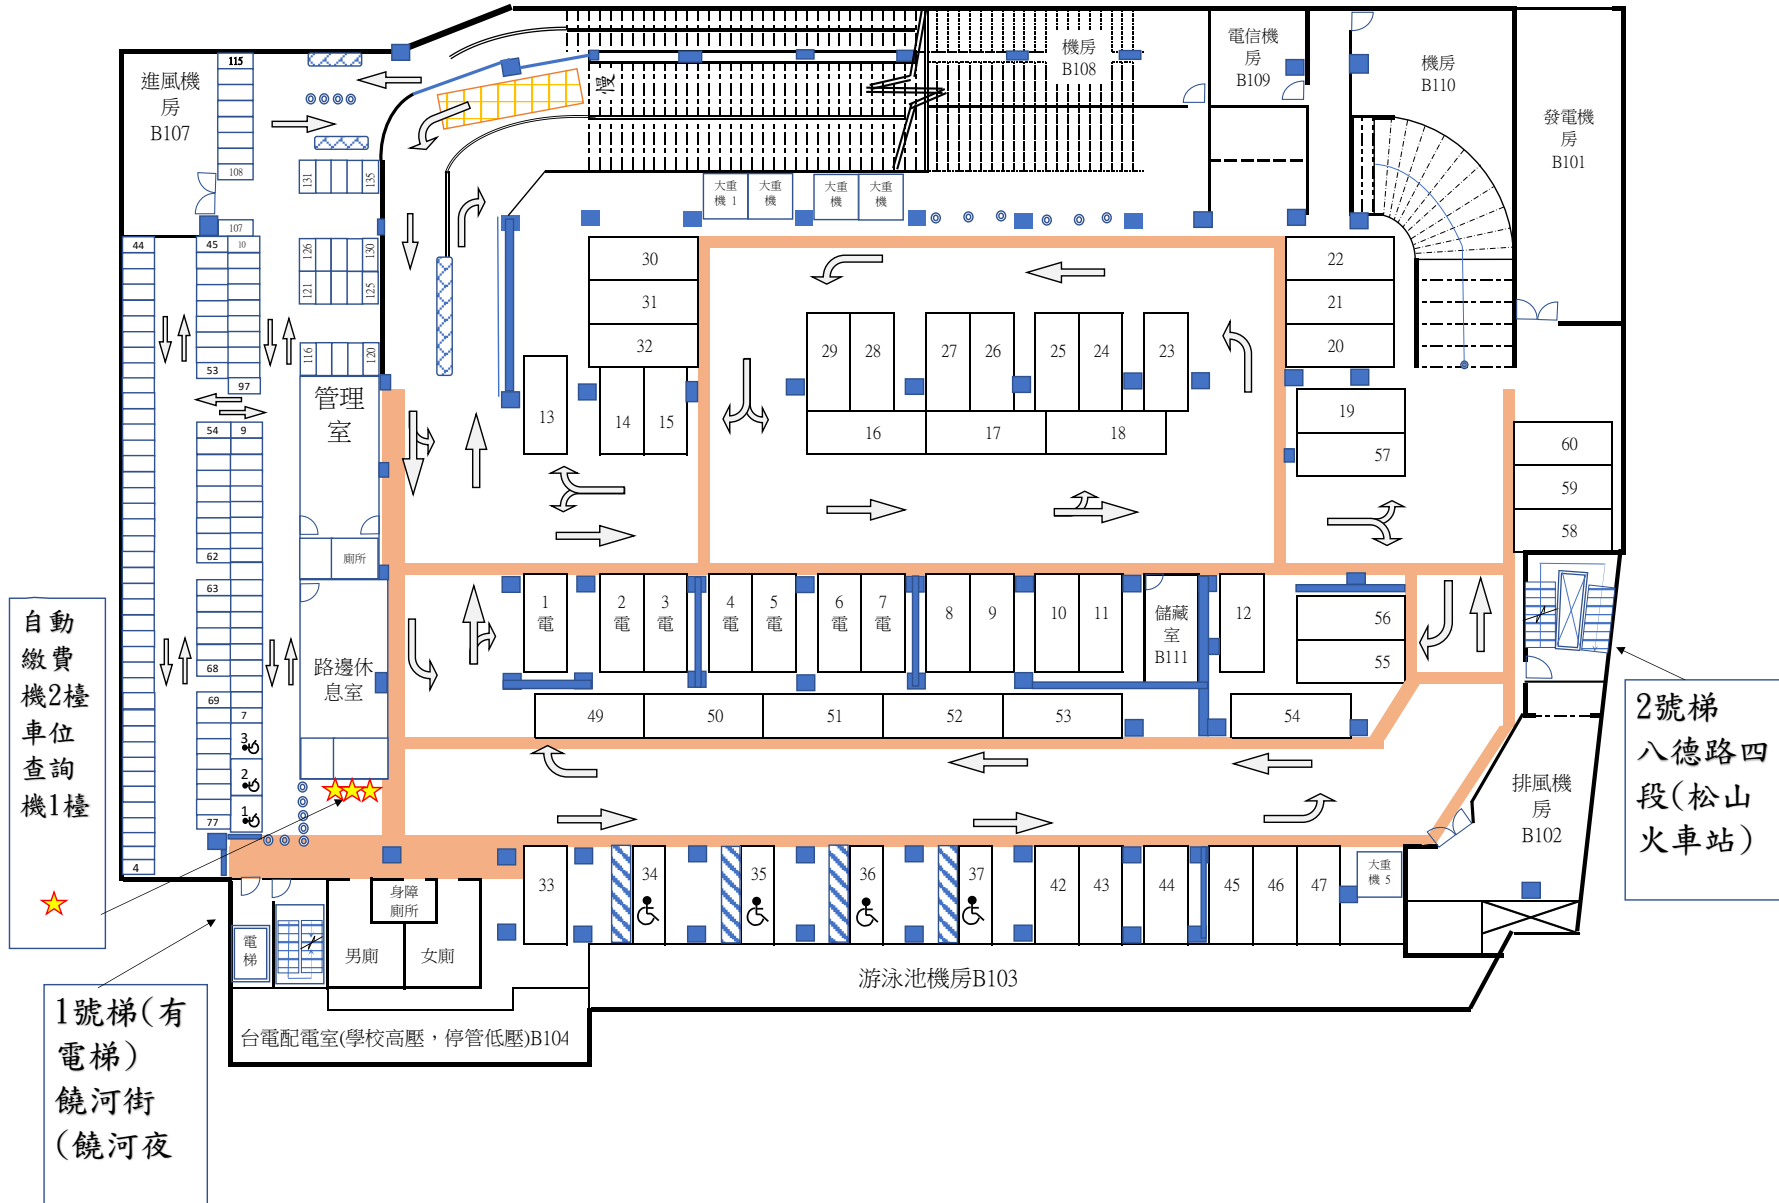 進風機
房
B107
115
108
107
慢
機房
B108
電信機
房
B109
機房
B110
發電機
房
B101
大重
機 1
大重
機
大重
機
大重
機
131
135
126
130
121
125
116
120
44
45
10
53
97
54
9
62
63
68
69
7
3
2
1
77
4
管理
室
廁所
路邊休
息室
30
31
32
13
14
15
29
28
27
26
25
24
23
16
17
18
22
21
20
19
57
60
59
58
1
電
2
電
3
電
4
電
5
電
6
電
7
電
8
9
10
11
儲藏
室
B111
12
56
55
49
50
51
52
53
54
33
34
35
36
37
42
43
44
45
46
47
大重
機 5
排風機
房
B102
身障
廁所
男廁
女廁
電
梯
游泳池機房B103
台電配電室(學校高壓，停管低壓)B104
自動
繳費
機2檯
車位
查詢
機1檯
1號梯(有
電梯)
饒河街
(饒河夜
2號梯
八德路四
段(松山
火車站)